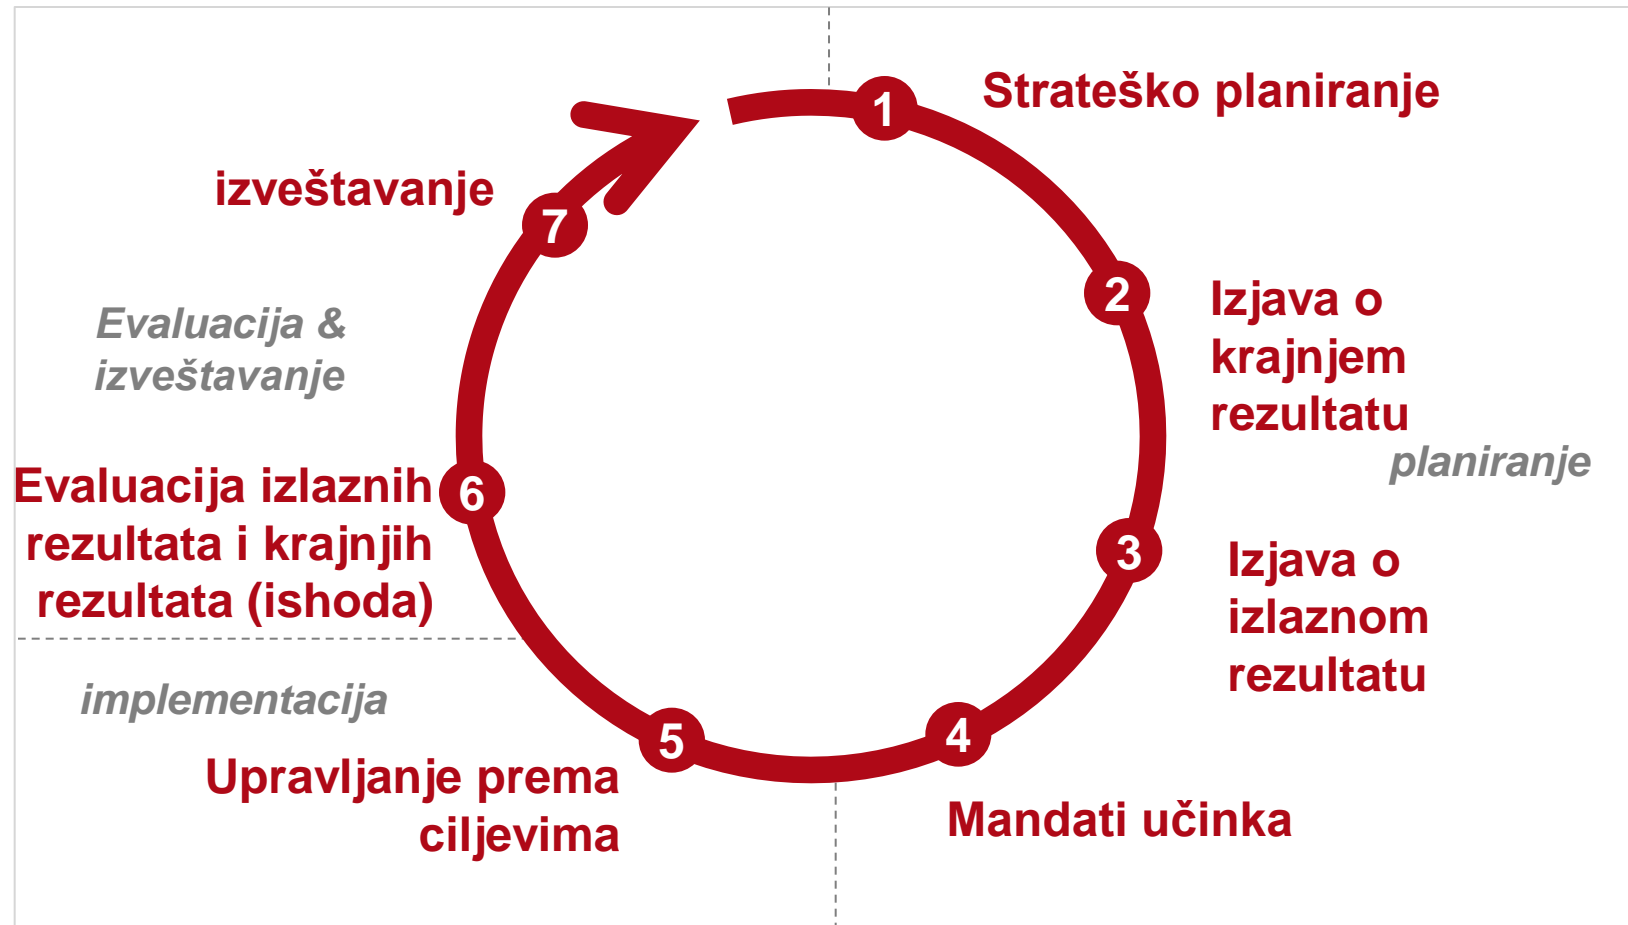 1
Strateško planiranje
2
Izjava o
krajnjem
rezultatu
planiranje
3
Izjava o
izlaznom
rezultatu
4
Mandati učinka
5
Upravljanje prema
ciljevima
implementacija
6
Evaluacija izlaznih
rezultata i krajnjih
rezultata (ishoda)
Evaluacija &
izveštavanje
7
izveštavanje